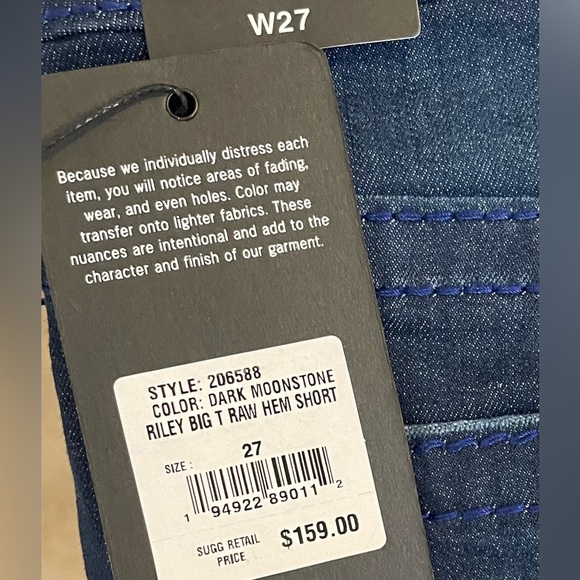 W27
Because we individually distress each
item, you will notice areas of fading,
wear, and even holes. Color may
transfer onto lighter fabrics. These
nuances are intentional and add to the
character and finish of our garment.
STYLE: 206588
COLOR: DARK MOONSTONE
RILEY BIG T RAW HEM SHORT
SIZE: 27
1 94922 89011 2
SUGG RETAIL
PRICE $159.00